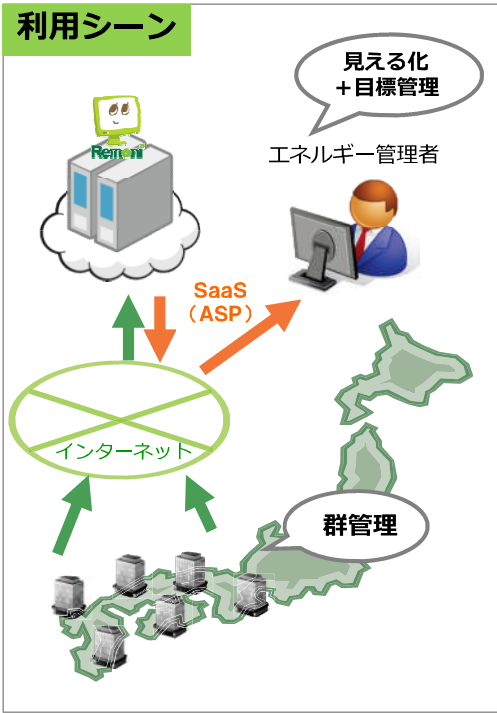 利用シーン
見える化
＋目標管理
Remoni
エネルギー管理者
SaaS
（ASP）
インターネット
群管理